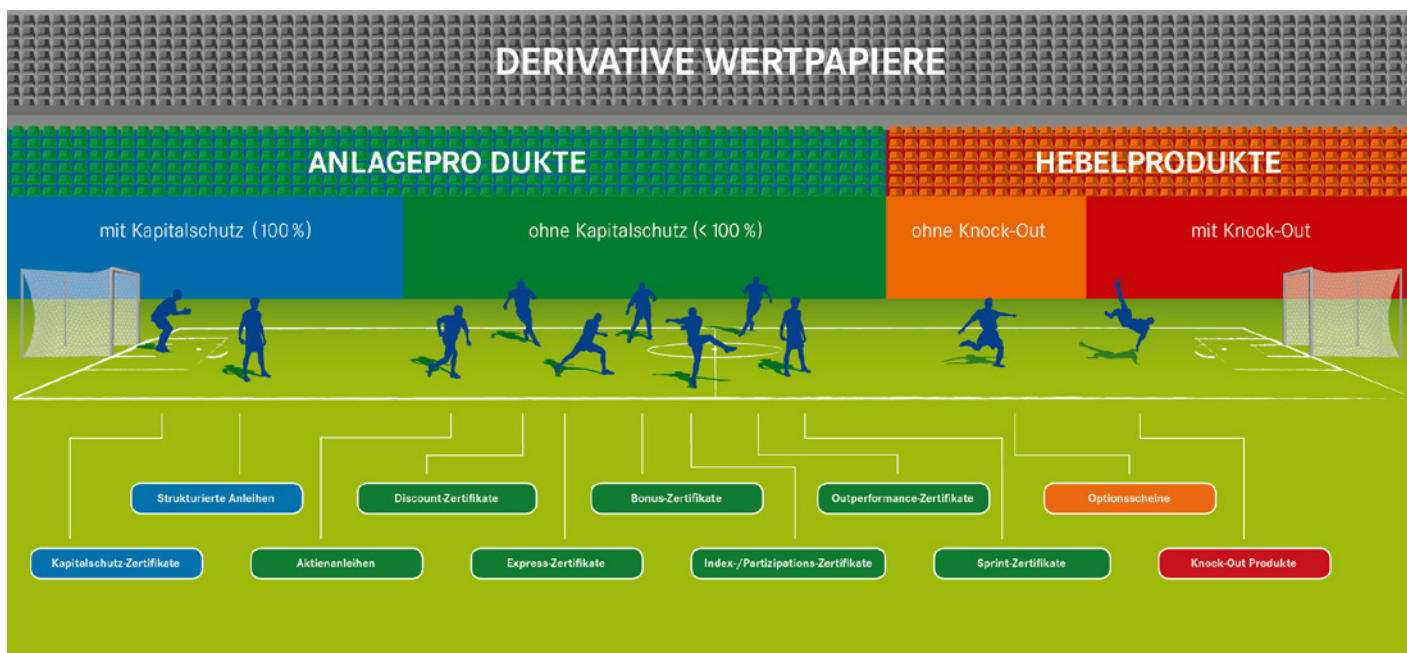 DERIVATIVE WERTPAPIERE
ANLAGEPRO DUKTE
HEBELPRODUKTE
mit Kapitalschutz (100 %)
ohne Kapitalschutz (< 100 %)
ohne Knock-Out
mit Knock-Out
Strukturierte Anleihen
Discount-Zertifikate
Bonus-Zertifikate
Outperformance-Zertifikate
Optionsscheine
Kapitalschutz-Zertifikate
Aktienanleihen
Express-Zertifikate
Index-/Partizipations-Zertifikate
Sprint-Zertifikate
Knock-Out Produkte